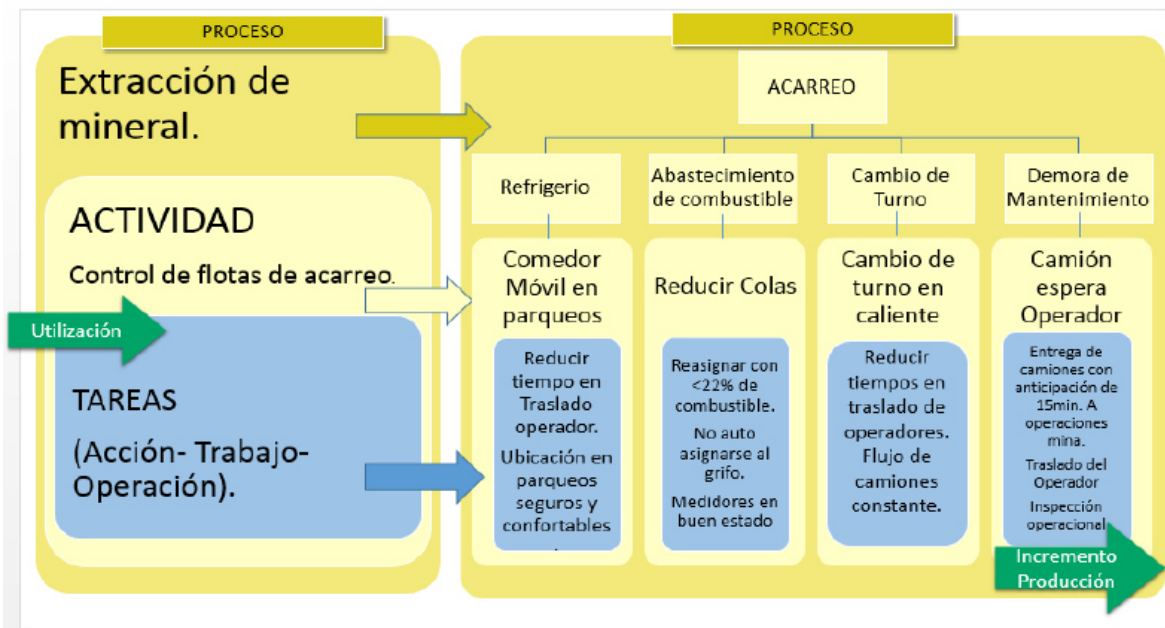 PROCESO
Extracción de
mineral.
ACTIVIDAD
Control de flotas de acarreo.
Utilización
TAREAS
(Acción- Trabajo-
Operación).
PROCESO
ACARREO
Refrigerio
Comedor
Móvil en
parqueos
Reducir
tiempo en
Traslado
operador.
Ubicación en
parqueos
seguros y
confortables
.
Abastecimiento
de combustible
Reducir Colas
Reasignar con
<22% de
combustible.
No auto
asignarse al
grifo.
Medidores en
buen estado
Cambio de
Turno
Cambio de
turno en
caliente
Reducir
tiempos en
traslado de
operadores.
Flujo de
camiones
constante.
Demora de
Mantenimiento
Camión
espera
Operador
Entrega de
camiones con
anticipación de
15min. A
operaciones
mina.
Traslado del
Operador
Inspección
operacional
Incremento
Producción